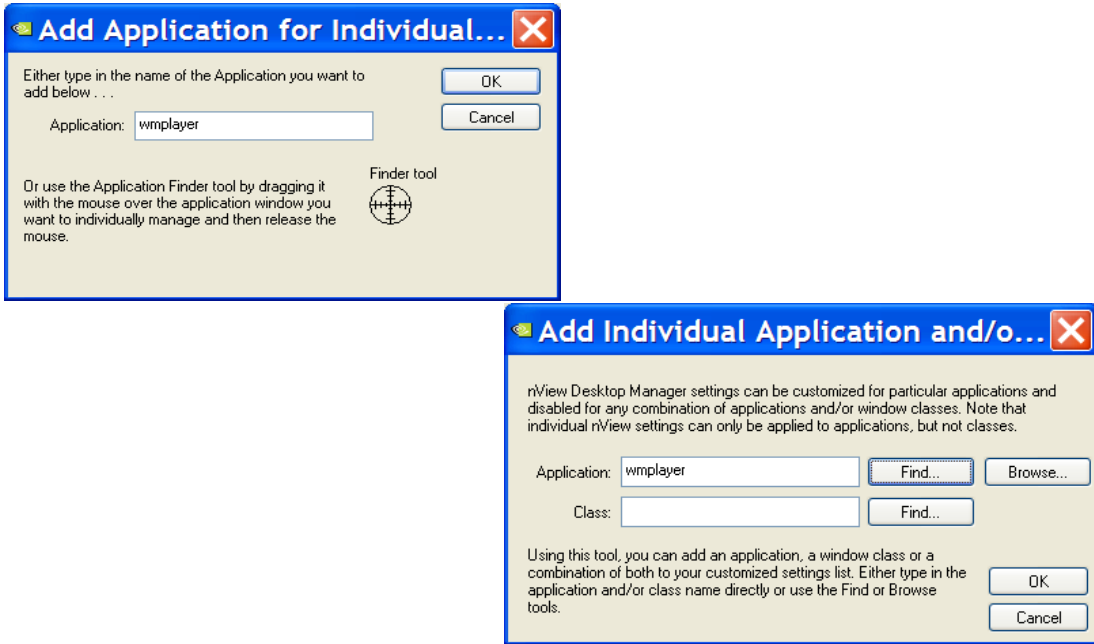 Add Application for Individual...
Either type in the name of the Application you want to
add below . . .
OK
Application: wmplayer
Cancel
Finder tool
Or use the Application Finder tool by dragging it
with the mouse over the application window you
want to individually manage and then release the
mouse.
Add Individual Application and/o...
nView Desktop Manager settings can be customized for particular applications and
disabled for any combination of applications and/or window classes. Note that
individual nView settings can only be applied to applications, but not classes.
Application: wmplayer Find... Browse...
Class: Find...
Using this tool, you can add an application, a window class or a
combination of both to your customized settings list. Either type in the
application and/or class name directly or use the Find or Browse
tools.
OK
Cancel